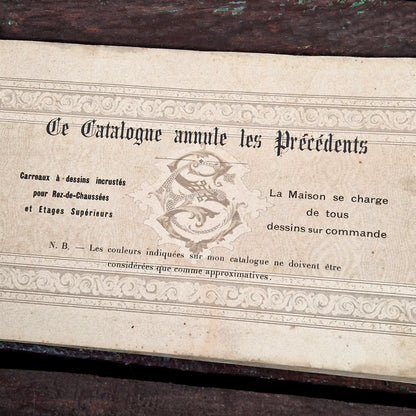 Ce Catalogue annule les Précédents
Carreaux à dessins incrustés
pour Rez-de-Chaussées
et Etages Supérieurs
La Maison se charge
de tous
dessins sur commande
N. B. — Les couleurs indiquées sur mon catalogue ne doivent être
considérées que comme approximatives.